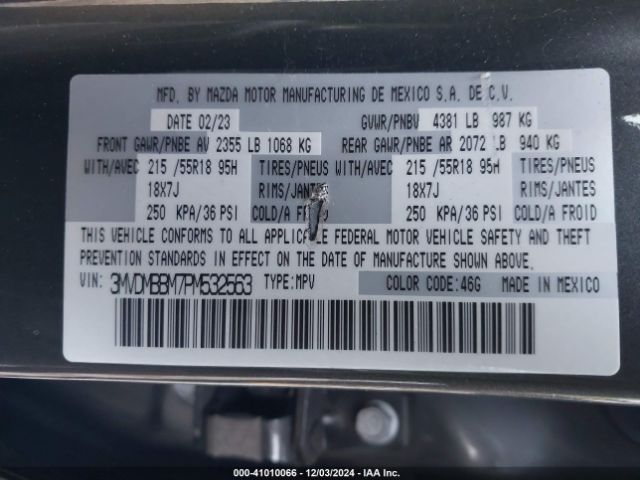 MFD. BY MAZDA MOTOR MANUFACTURING DE MEXICO S.A. DE C.V.
DATE 02/23 GVWR/PNBV 4381 LB 987 KG
FRONT GAWR/PNBE AV 2355 LB 1068 KG REAR GAWR/PNBE AR 2072 LB 940 KG
WITH/AVEC 215 /55R18 95H TIRES/PNEUS WITH/AVEC 215 /55R18 95H TIRES/PNEUS
18X7J RIMS/JANTES 18X7J RIMS/JANTES
250 KPA/36 PSI COLD/A FROID 250 KPA/36 PSI COLD/A FROID
THIS VEHICLE CONFORMS TO ALL APPLICABLE FEDERAL MOTOR VEHICLE SAFETY AND THEFT
PREVENTION STANDARDS IN EFFECT ON THE DATE OF MANUFACTURE SHOWN ABOVE.
VIN: 3MVDMBBM7PM532563 TYPE: MPV COLOR CODE: 46G MADE IN MEXICO
000-41010066 - 12/03/2024 - IAA Inc.